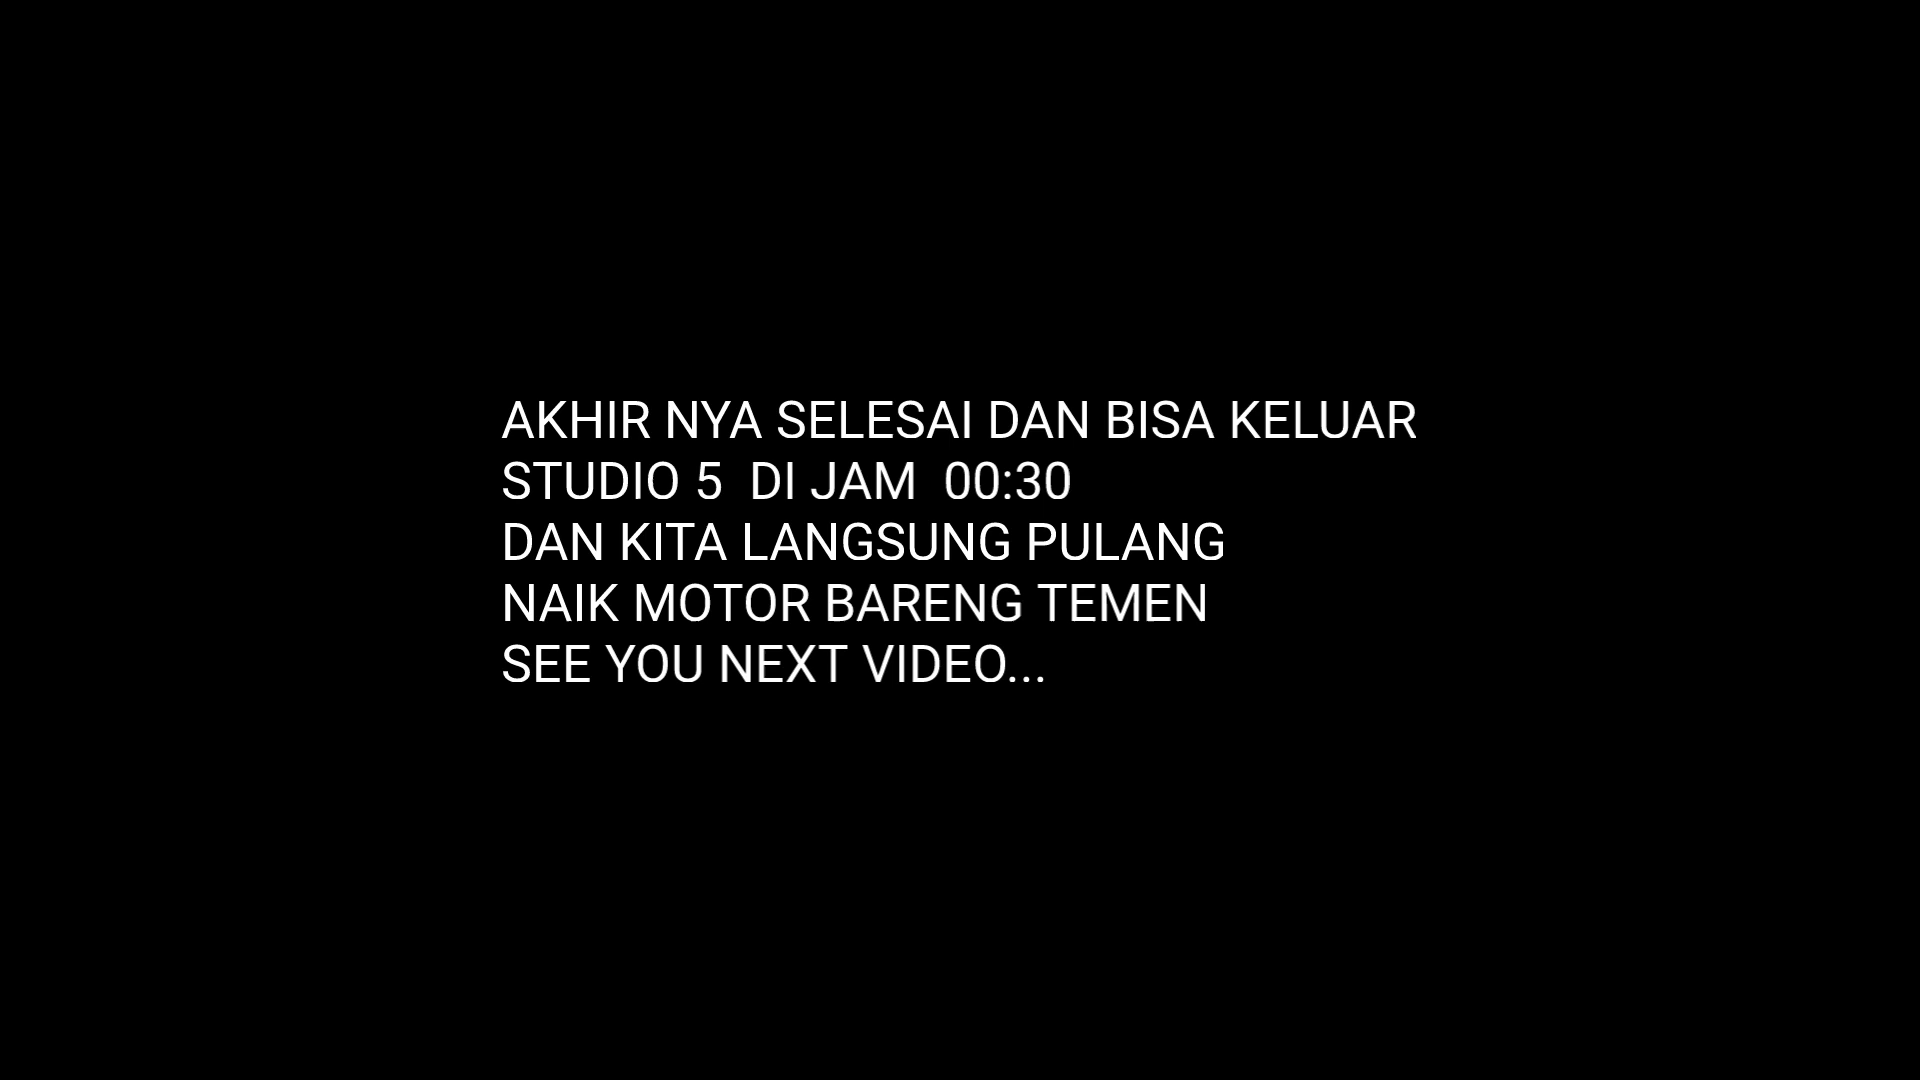 AKHIR NYA SELESAI DAN BISA KELUAR
STUDIO 5  DI JAM  00:30
DAN KITA LANGSUNG PULANG
NAIK MOTOR BARENG TEMEN
SEE YOU NEXT VIDEO...